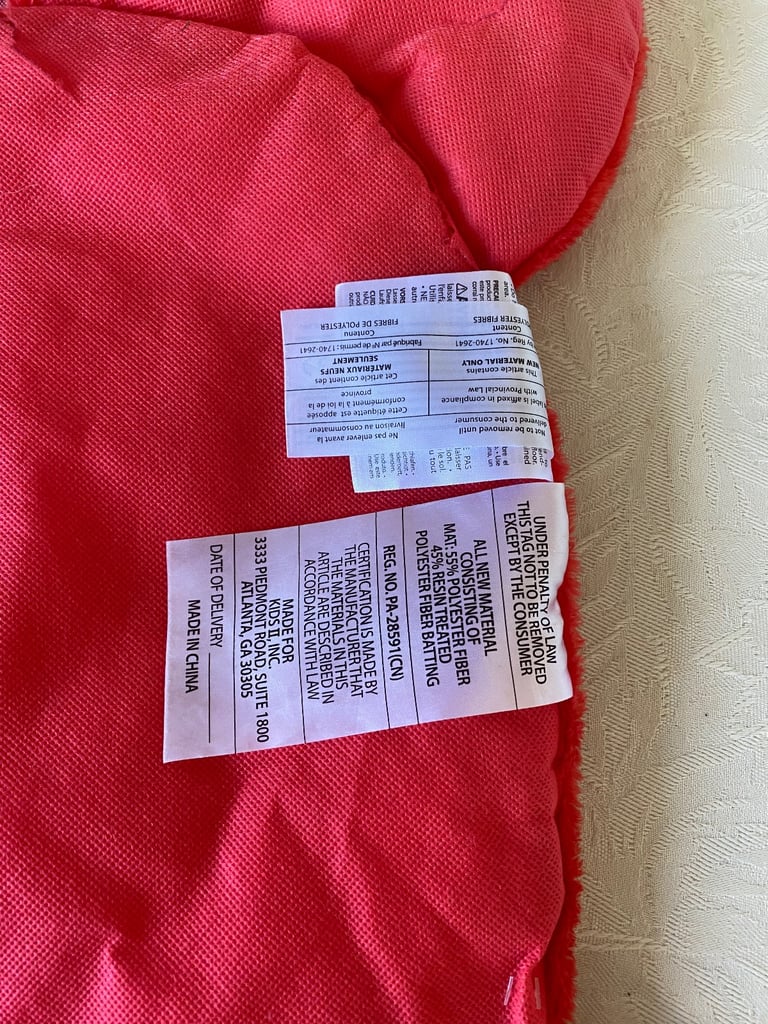 UNDER PENALTY OF LAW
THIS TAG NOT TO BE REMOVED
EXCEPT BY THE CONSUMER
ALL NEW MATERIAL
CONSISTING OF
MAT: 55% POLYESTER FIBER
45% RESIN TREATED
POLYESTER FIBER BATTING
REG. NO. PA-28591(CN)
CERTIFICATION IS MADE BY
THE MANUFACTURER THAT
THE MATERIALS IN THIS
ARTICLE ARE DESCRIBED IN
ACCORDANCE WITH LAW
MADE FOR
KIDS II, INC.
3333 PIEDMONT ROAD, SUITE 1800
ATLANTA, GA 30305
DATE OF DELIVERY
MADE IN CHINA
Not to be removed until
delivered to the consumer
Ne pas enlever avant la
livraison au consommateur
label is affixed in compliance
with Provincial Law
Cette étiquette est apposée
conformément à la loi de la
province
This article contains
NEW MATERIAL ONLY
Cet article contient des
MATÉRIAUX NEUFS
SEULEMENT
by Reg. No. 1740-2641
Fabriqué par Nº de permis: 1740-2641
Content
POLYESTER FIBRES
Contenu
FIBRES DE POLYESTER